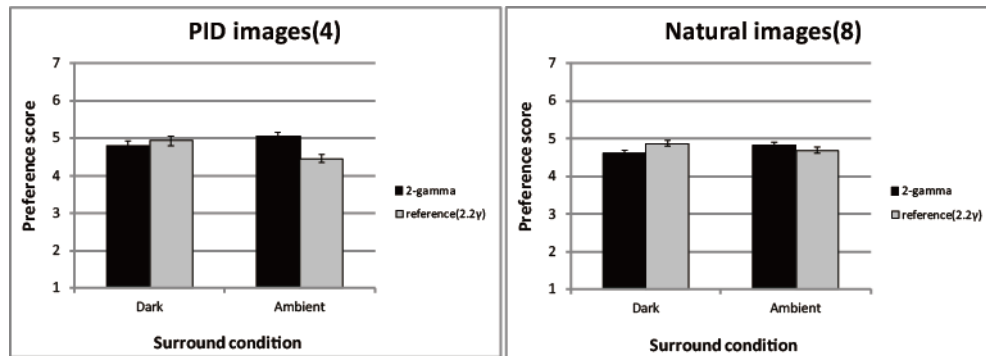 PID images(4)
7
6
5
4
3
2
1
Preference score
Dark
Ambient
Surround condition
2-gamma
reference(2.2γ)
Natural images(8)
7
6
5
4
3
2
1
Preference score
Dark
Ambient
Surround condition
2-gamma
reference(2.2γ)